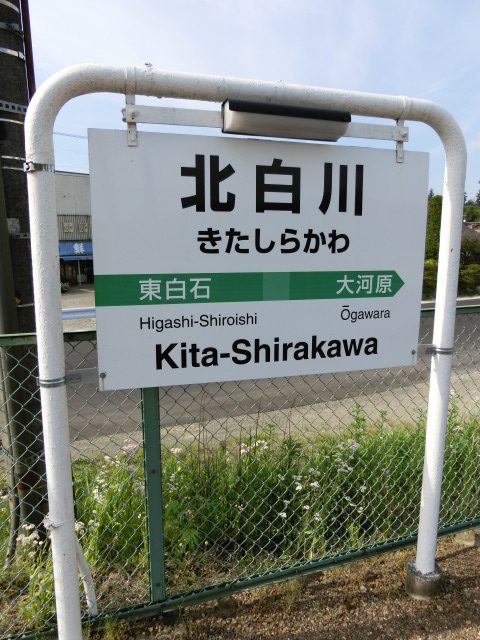 北白川
きたしらかわ
東白石 大河原
Higashi-Shiroishi Ōgawara
Kita-Shirakawa